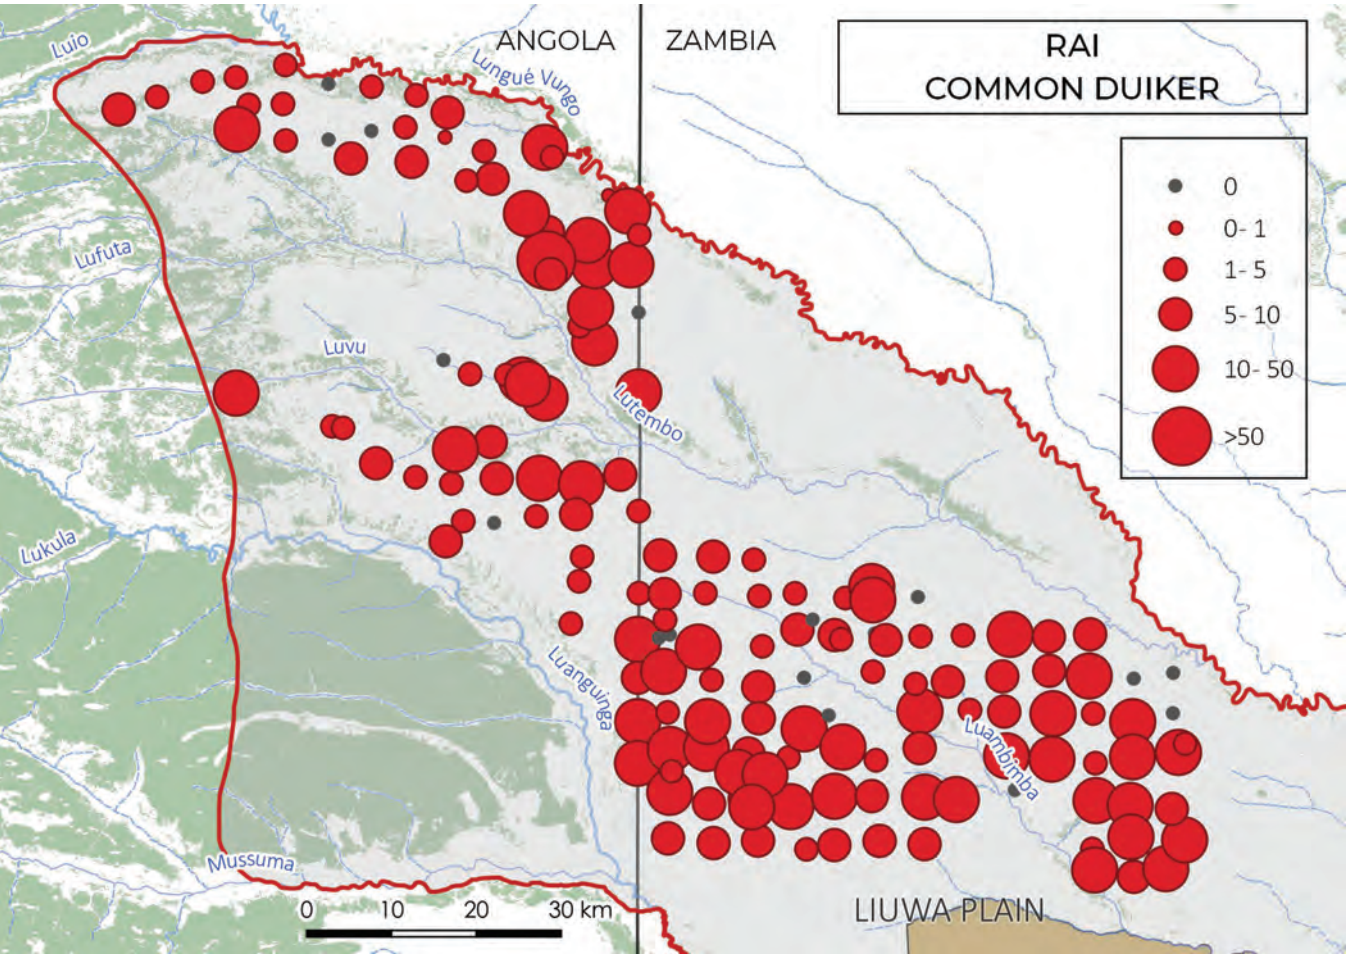 ANGOLA
ZAMBIA
RAI
COMMON DUIKER
Luio
Lungué Vungo
0
0-1
1-5
5-10
10-50
>50
Lufuta
Luvu
Lutembo
Lukula
Luanguinga
Luambimba
Mussuma
LIUWA PLAIN
0 10 20 30 km